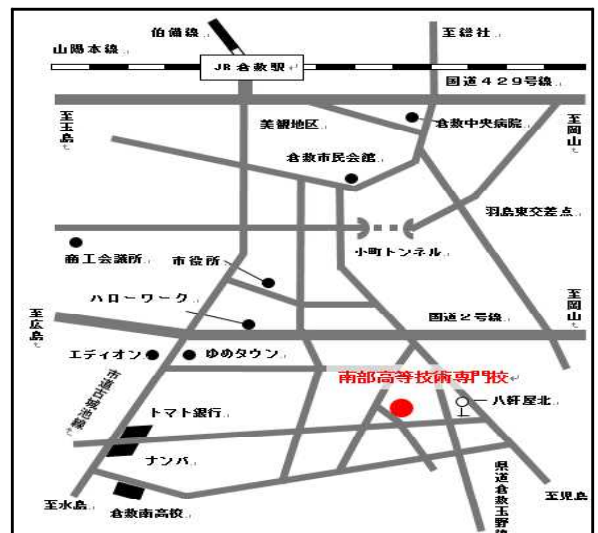 伯備線
至総社
山陽本線
JR倉敷駅
国道429号線
至玉島
美観地区
倉敷中央病院
至岡山
倉敷市民会館
羽島東交差点
小町トンネル
商工会議所
市役所
至岡山
ハローワーク
国道2号線
至広島
エディオン
ゆめタウン
南部高等技術専門校
市道古城池線
トマト銀行
八軒屋北
ナンバ
県道倉敷玉野線
至水島
倉敷南高校
至児島